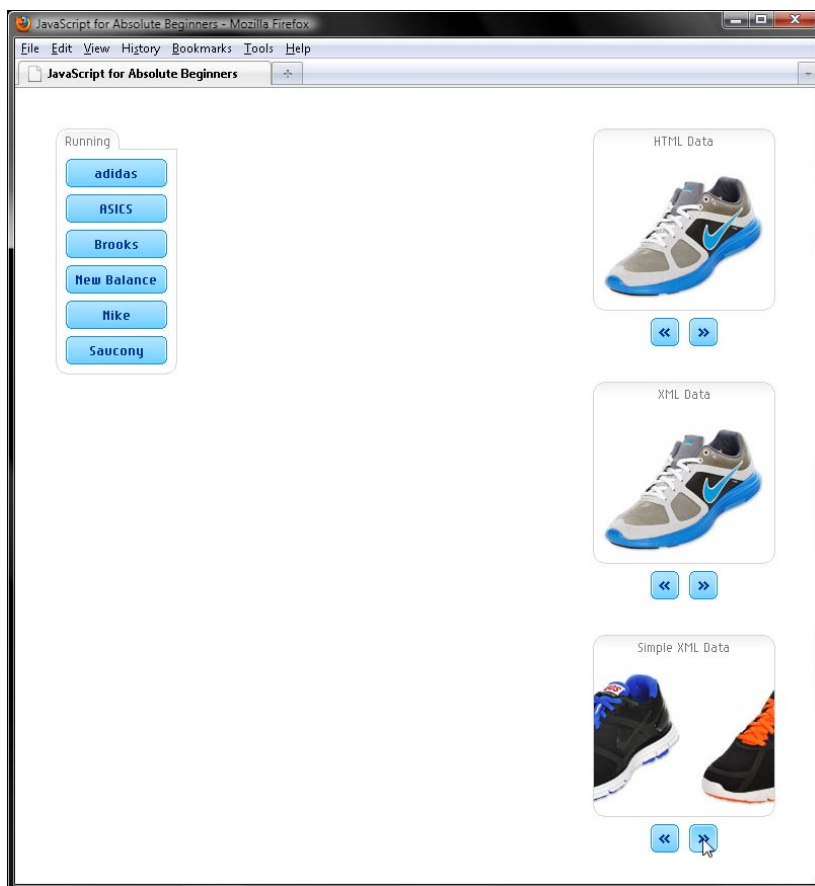 JavaScript for Absolute Beginners - Mozilla Firefox
File Edit View History Bookmarks Tools Help
JavaScript for Absolute Beginners
Running
adidas
ASICS
Brooks
New Balance
Nike
Saucony
HTML Data
« »
XML Data
« »
Simple XML Data
« »